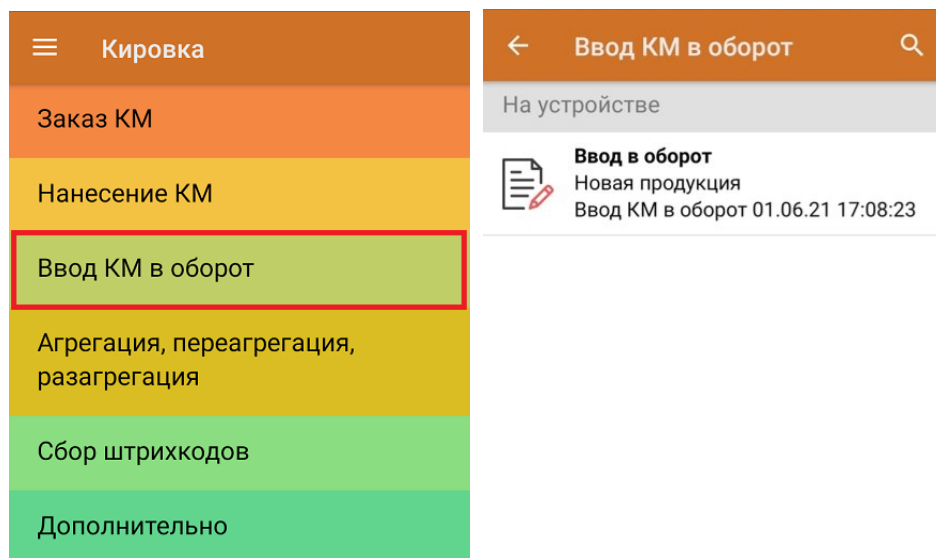 Кировка
Заказ КМ
Нанесение КМ
Ввод КМ в оборот
Агрегация, переагрегация,
разагрегация
Сбор штрихкодов
Дополнительно
Ввод КМ в оборот
На устройстве
Ввод в оборот
Новая продукция
Ввод КМ в оборот 01.06.21 17:08:23